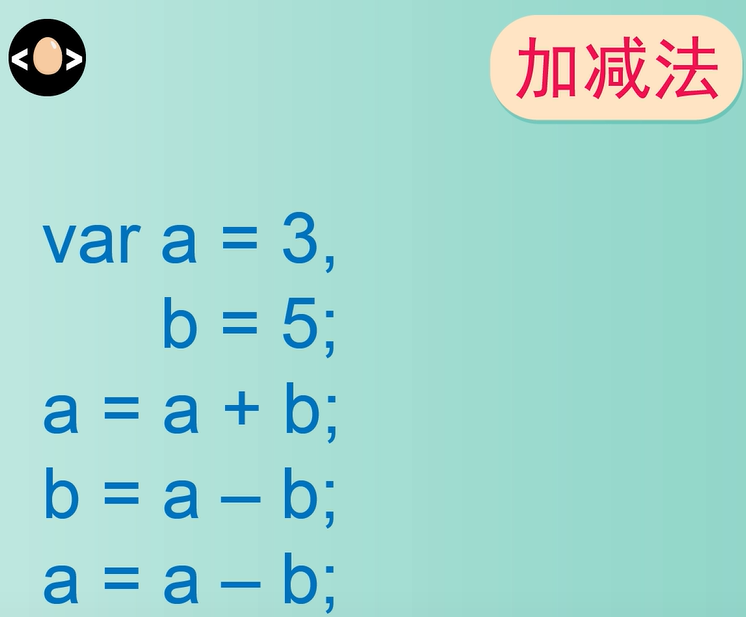 加减法
var a = 3,
b = 5;
a = a + b;
b = a – b;
a = a – b;